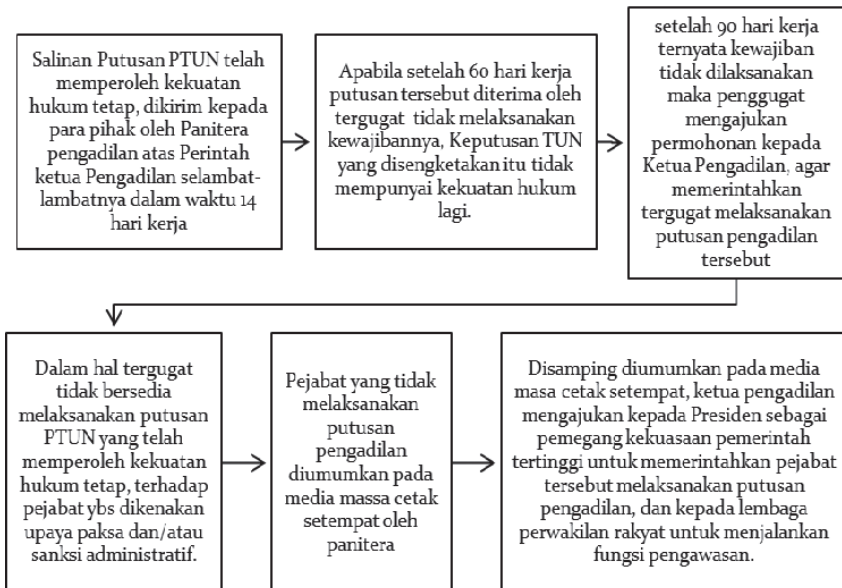 Salinan Putusan PTUN telah
memperoleh kekuatan
hukum tetap, dikirim kepada
para pihak oleh Panitera
pengadilan atas Perintah
ketua Pengadilan selambat-
lambatnya dalam waktu 14
hari kerja
Apabila setelah 60 hari kerja
putusan tersebut diterima oleh
tergugat tidak melaksanakan
kewajibannya, Keputusan TUN
yang disengketakan itu tidak
mempunyai kekuatan hukum
lagi.
setelah 90 hari kerja
ternyata kewajiban
tidak dilaksanakan
maka penggugat
mengajukan
permohonan kepada
Ketua Pengadilan, agar
memerintahkan
tergugat melaksanakan
putusan pengadilan
tersebut
Dalam hal tergugat
tidak bersedia
melaksanakan putusan
PTUN yang telah
memperoleh kekuatan
hukum tetap, terhadap
pejabat ybs dikenakan
upaya paksa dan/atau
sanksi administratif.
Pejabat yang tidak
melaksanakan
putusan
pengadilan
diumumkan pada
media massa cetak
setempat oleh
panitera
Disamping diumumkan pada media
masa cetak setempat, ketua pengadilan
mengajukan kepada Presiden sebagai
pemegang kekuasaan pemerintah
tertinggi untuk memerintahkan pejabat
tersebut melaksanakan putusan
pengadilan, dan kepada lembaga
perwakilan rakyat untuk menjalankan
fungsi pengawasan.